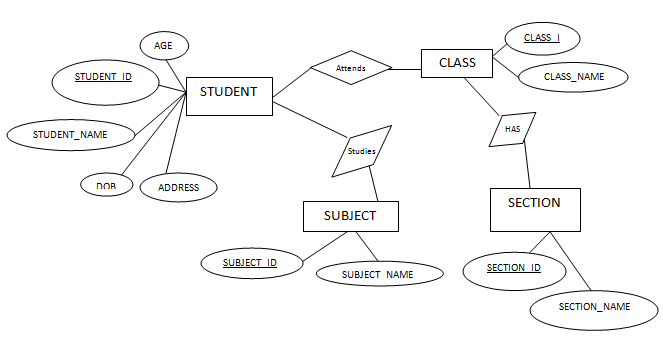 AGE
CLASS_I
Attends
CLASS
STUDENT_ID
CLASS_NAME
STUDENT
HAS
STUDENT_NAME
Studies
DOB
ADDRESS
SECTION
SUBJECT
SUBJECT_ID
SECTION_ID
SUBJECT_NAME
SECTION_NAME